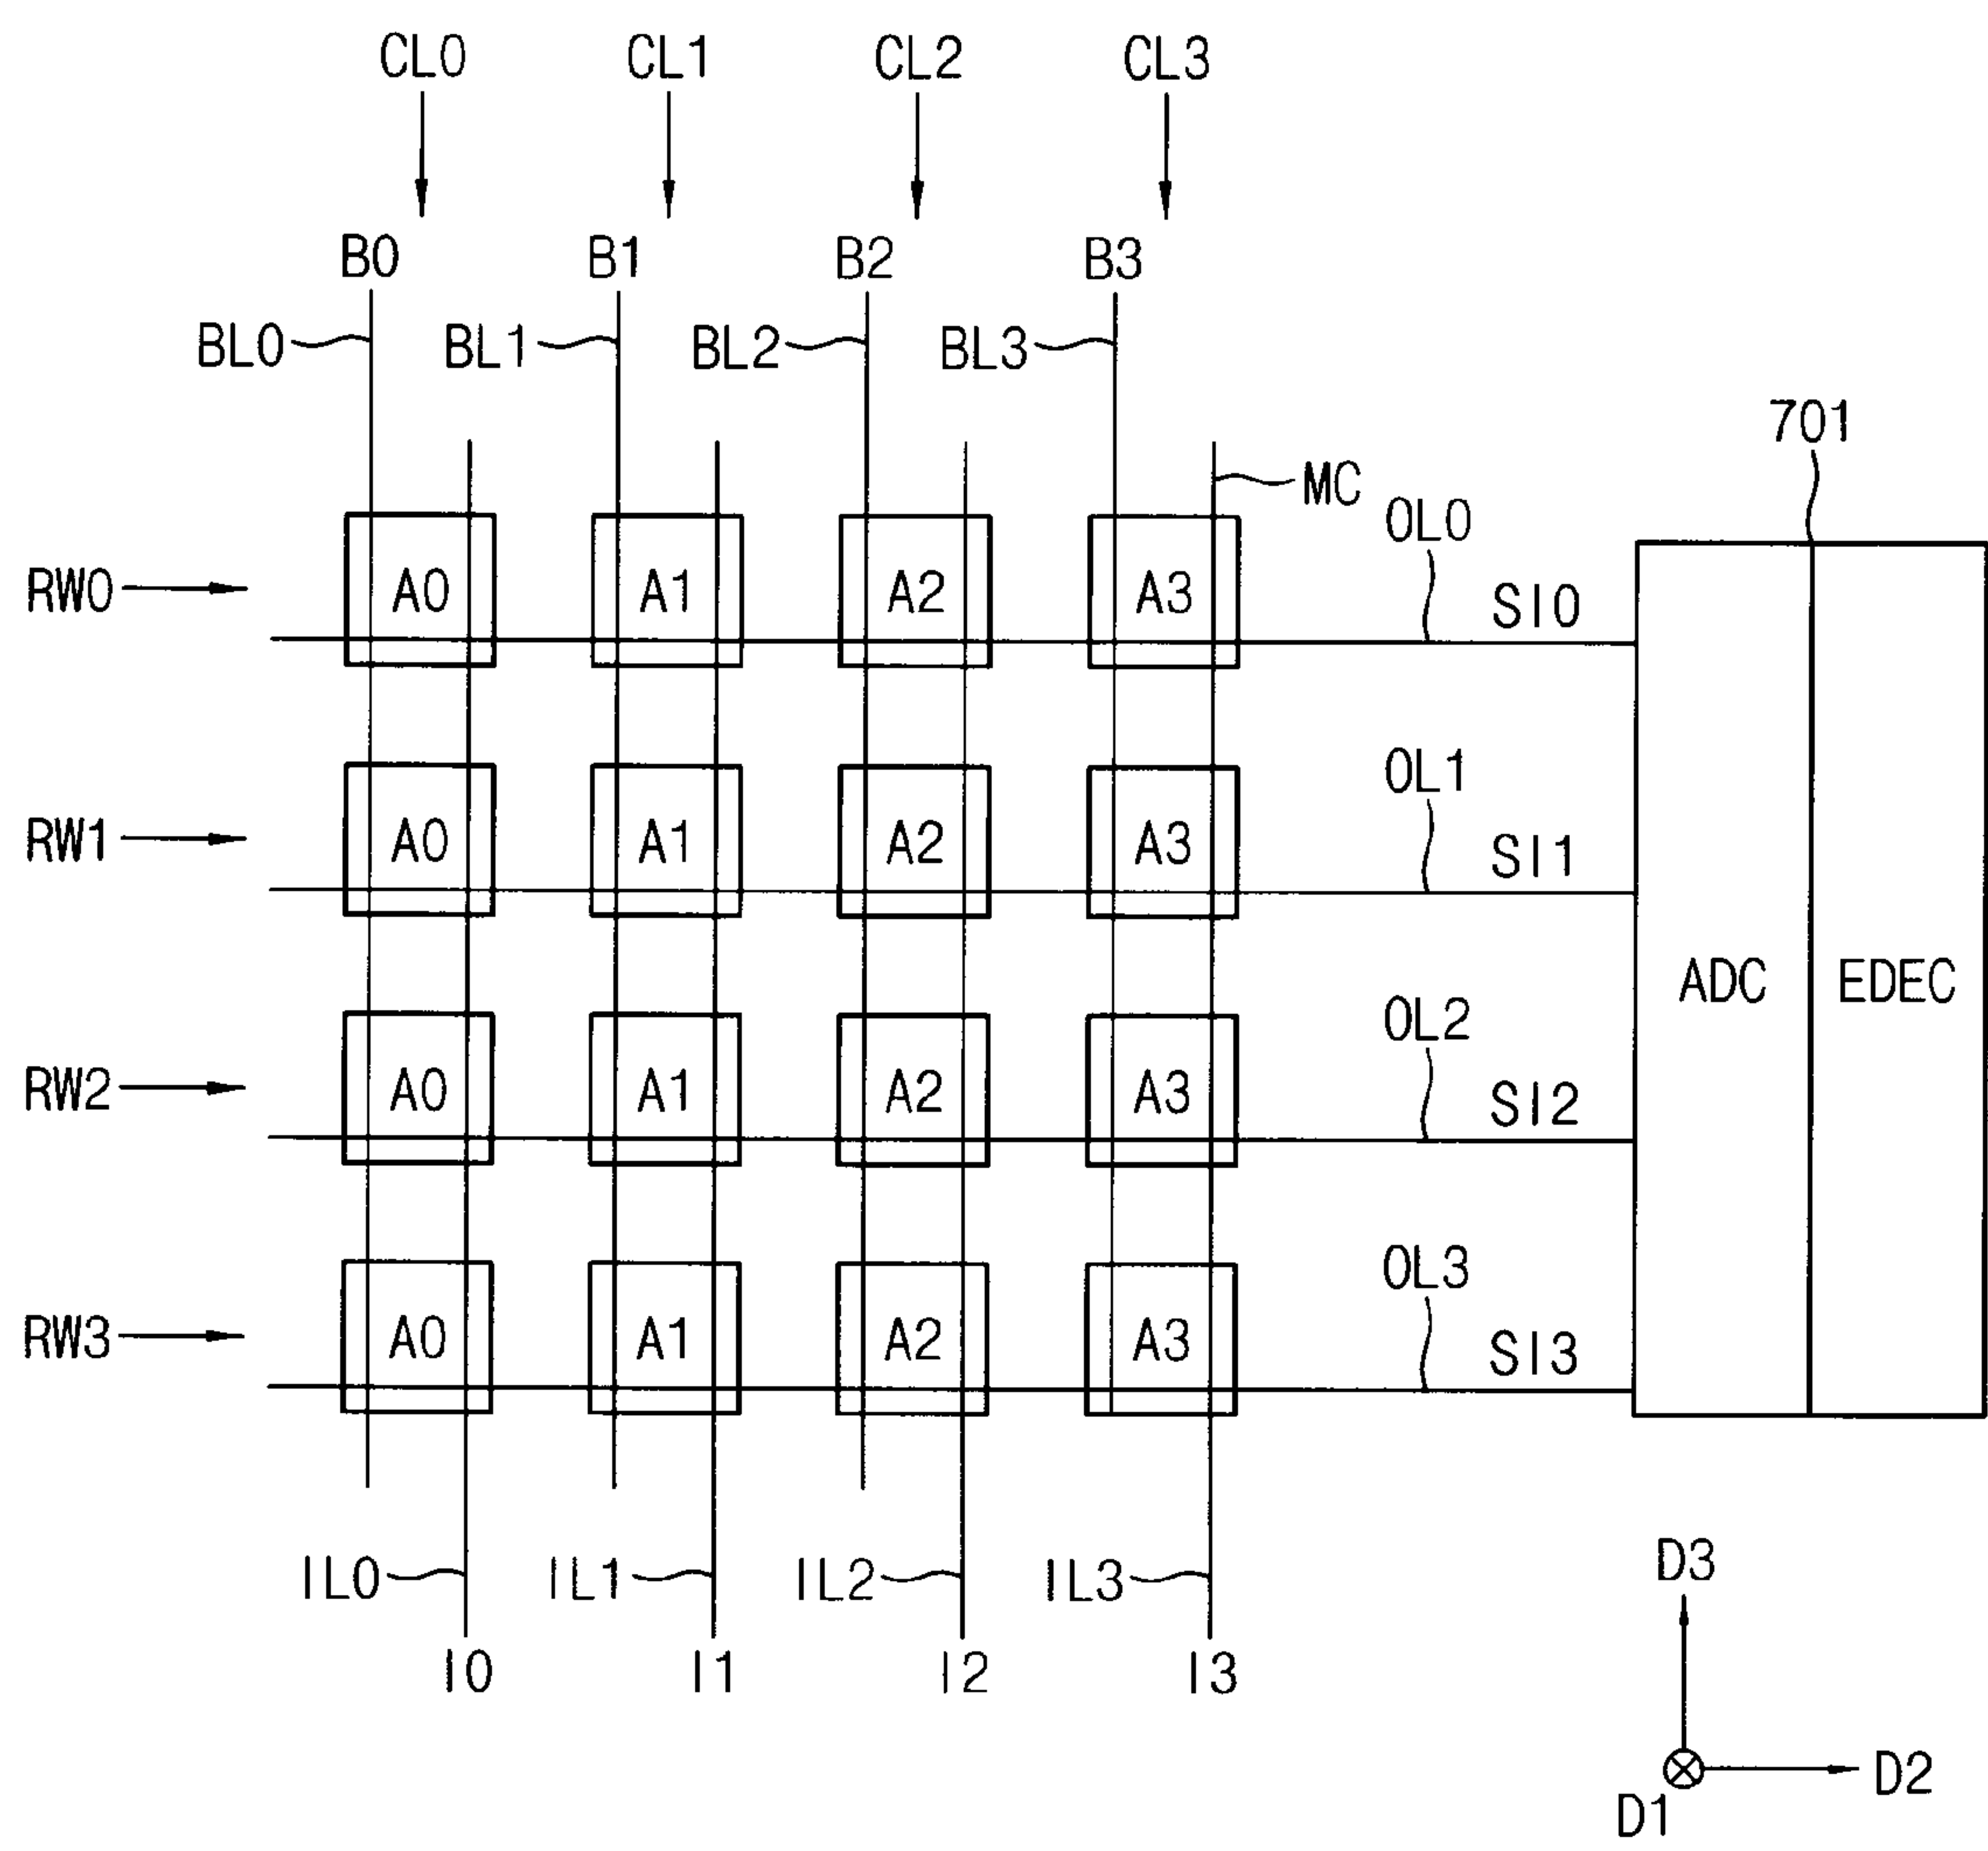 CL0 CL1 CL2 CL3
B0 B1 B2 B3
BL0 BL1 BL2 BL3
701
MC
OL0
RW0 A0 A1 A2 A3 SI0
OL1
RW1 A0 A1 A2 A3 SI1
ADC EDEC
OL2
RW2 A0 A1 A2 A3 SI2
OL3
RW3 A0 A1 A2 A3 SI3
IL0 IL1 IL2 IL3
D3
I0 I1 I2 I3
D2
D1